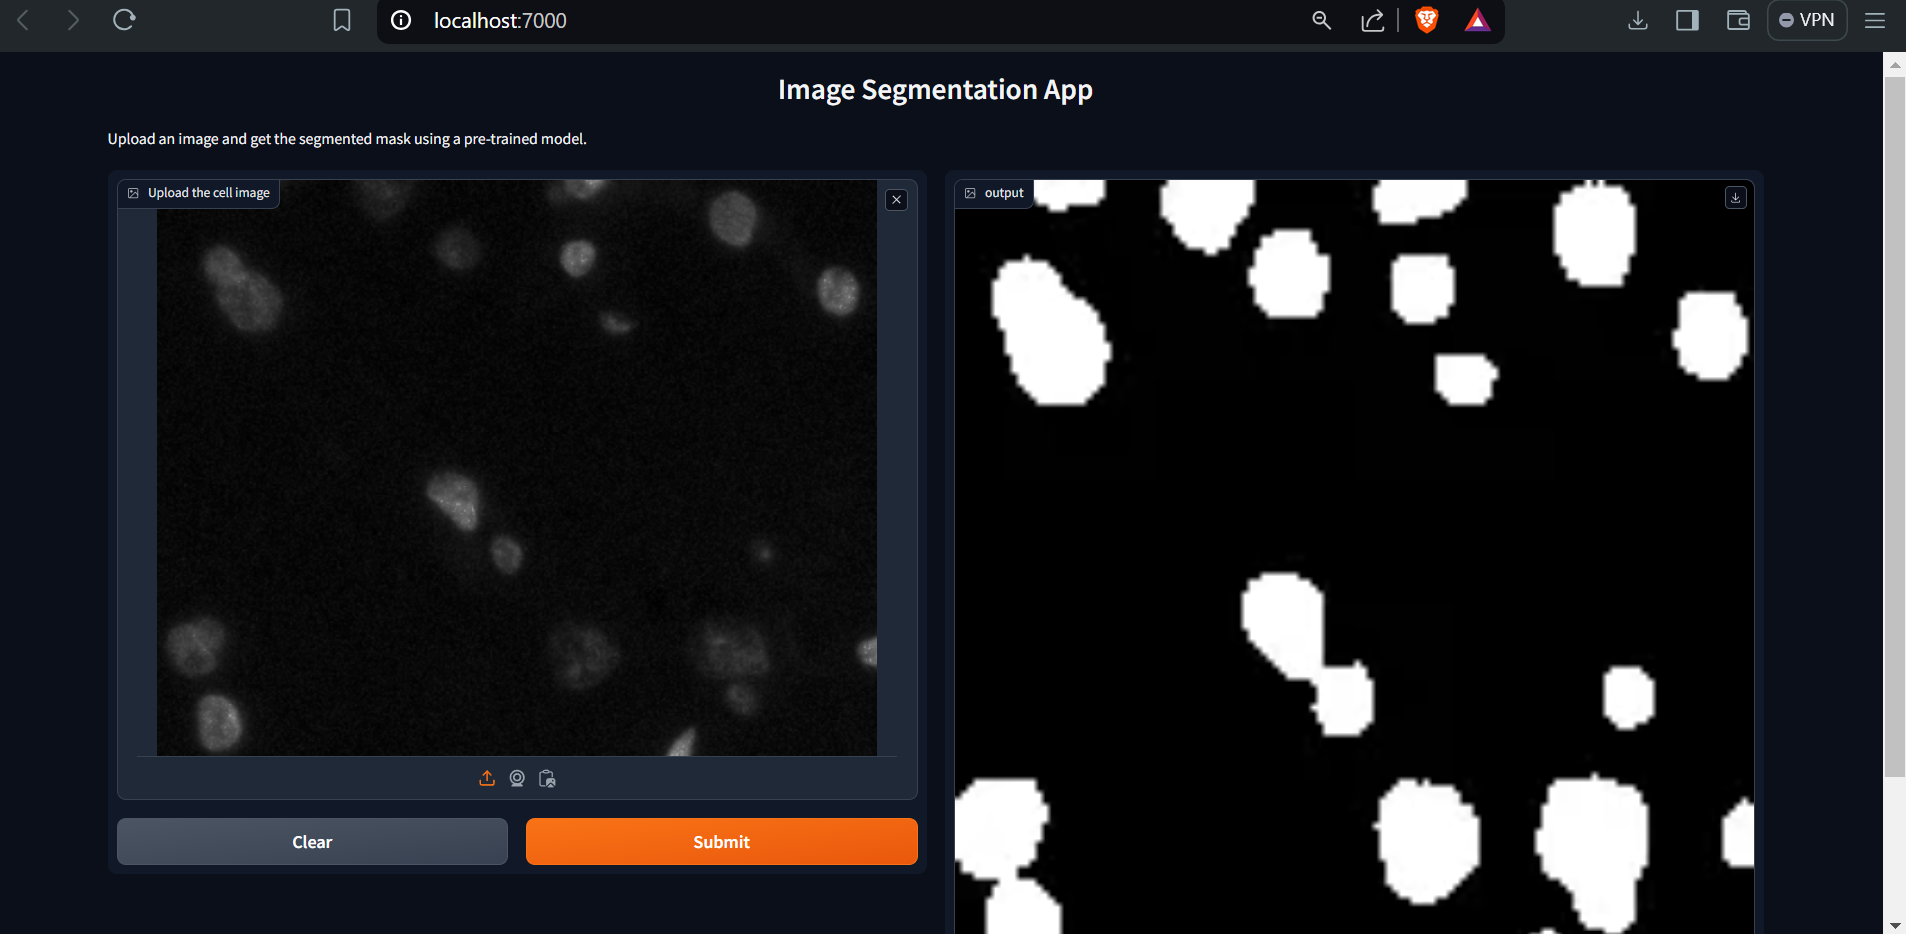 localhost:7000
VPN
Image Segmentation App
Upload an image and get the segmented mask using a pre-trained model.
Upload the cell image
output
Clear
Submit